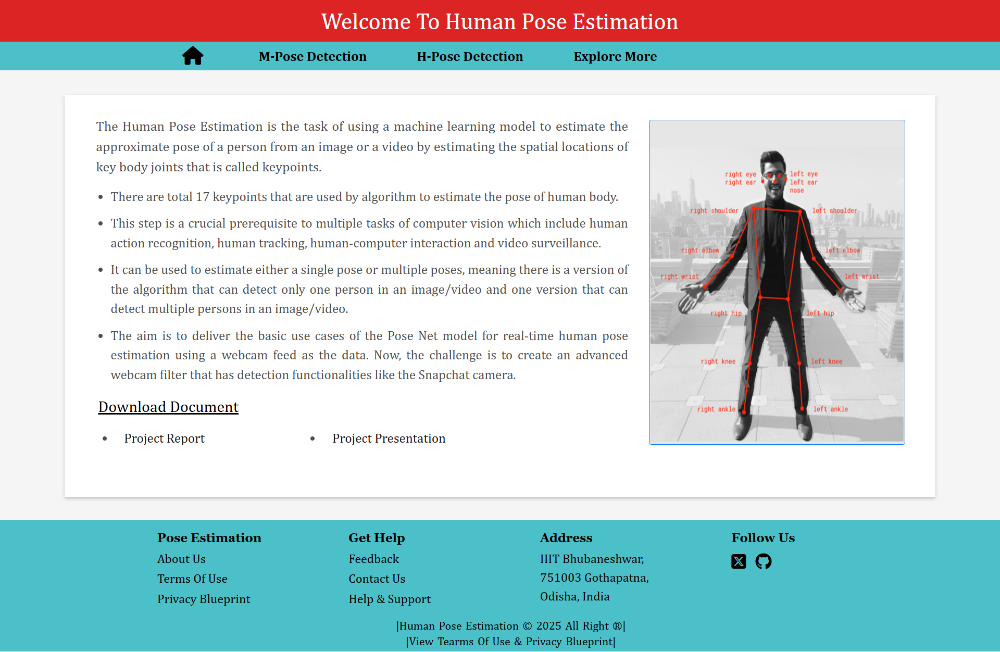 Welcome To Human Pose Estimation
M-Pose Detection H-Pose Detection Explore More
The Human Pose Estimation is the task of using a machine learning model to estimate the
approximate pose of a person from an image or a video by estimating the spatial locations of
key body joints that is called keypoints.
• There are total 17 keypoints that are used by algorithm to estimate the pose of human body.
• This step is a crucial prerequisite to multiple tasks of computer vision which include human
action recognition, human tracking, human-computer interaction and video surveillance.
• It can be used to estimate either a single pose or multiple poses, meaning there is a version of
the algorithm that can detect only one person in an image/video and one version that can
detect multiple persons in an image/video.
• The aim is to deliver the basic use cases of the Pose Net model for real-time human pose
estimation using a webcam feed as the data. Now, the challenge is to create an advanced
webcam filter that has detection functionalities like the Snapchat camera.
Download Document
• Project Report • Project Presentation
right eye left eye
right ear left ear
nose
right shoulder left shoulder
right elbow left elbow
right wrist left wrist
right hip left hip
right knee left knee
right ankle left ankle
Pose Estimation
About Us
Terms Of Use
Privacy Blueprint
Get Help
Feedback
Contact Us
Help & Support
Address
IIIT Bhubaneshwar,
751003 Gothapatna,
Odisha, India
Follow Us
|Human Pose Estimation © 2025 All Right ®|
|View Tearms Of Use & Privacy Blueprint|